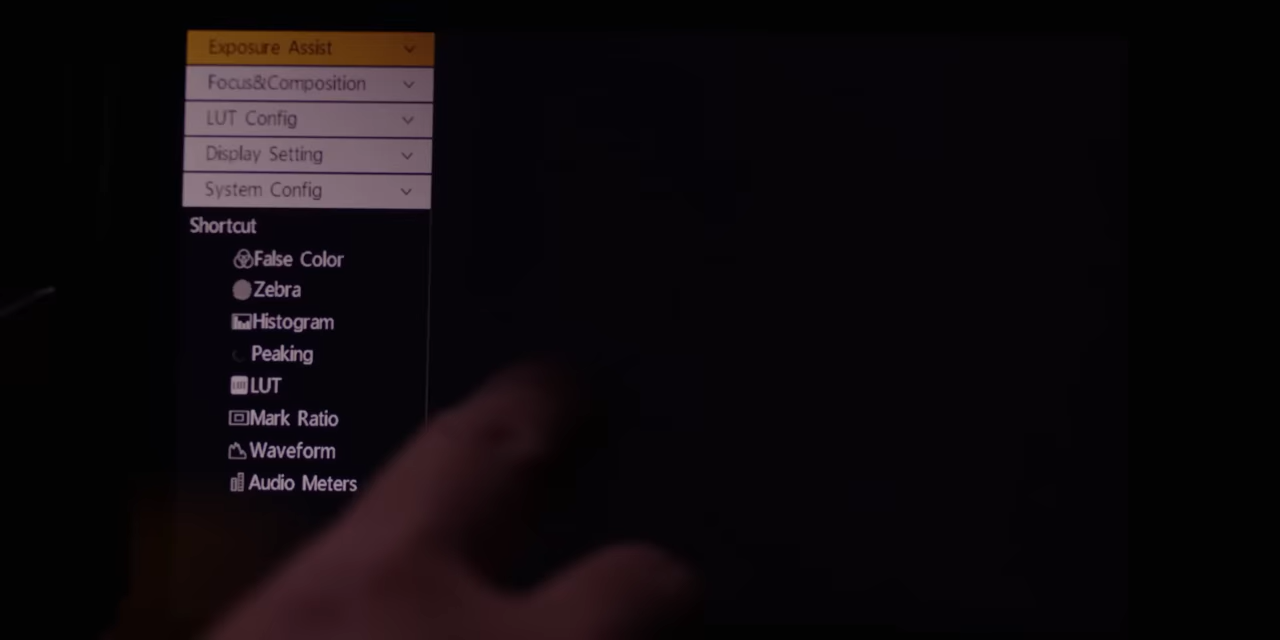 Exposure Assist
Focus&Composition
LUT Config
Display Setting
System Config
Shortcut
False Color
Zebra
Histogram
Peaking
LUT
Mark Ratio
Waveform
Audio Meters